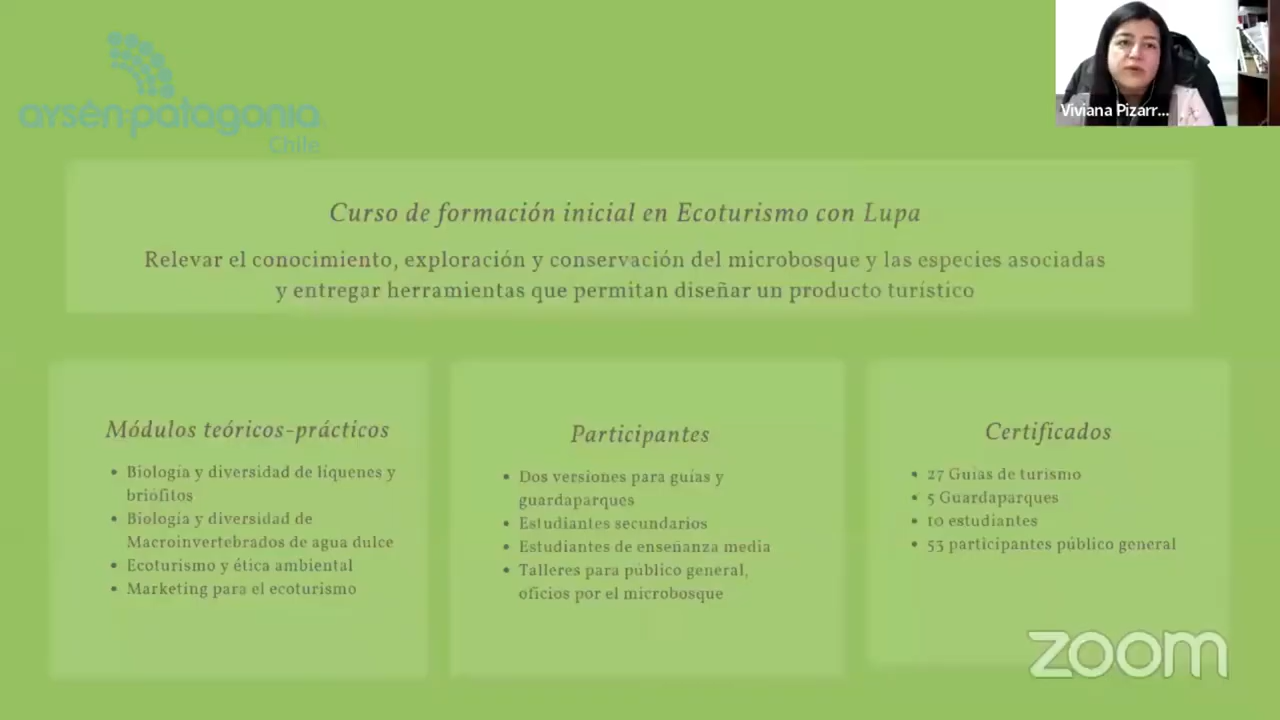 aysén patagonia
Chile
Viviana Pizarr...
Curso de formación inicial en Ecoturismo con Lupa
Relevar el conocimiento, exploración y conservación del microbosque y las especies asociadas
y entregar herramientas que permitan diseñar un producto turístico
Módulos teóricos-prácticos
• Biología y diversidad de líquenes y
briófitos
• Biología y diversidad de
Macroinvertebrados de agua dulce
• Ecoturismo y ética ambiental
• Marketing para el ecoturismo
Participantes
• Dos versiones para guías y
guardaparques
• Estudiantes secundarios
• Estudiantes de enseñanza media
• Talleres para público general,
oficios por el microbosque
Certificados
• 27 Guías de turismo
• 5 Guardaparques
• 10 estudiantes
• 53 participantes público general
zoom